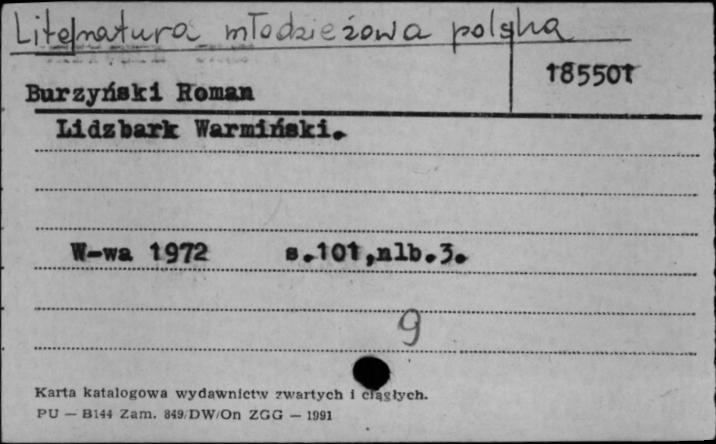 Literatura młodzieżowa polska
185501
Burzyński Roman
Lidzbark Warmiński.
W-wa 1972 s.101,nlb.3.
9
Karta katalogowa wydawnictw zwartych i ciągłych.
PU — B144 Zam. 849/DW/On ZGG — 1991